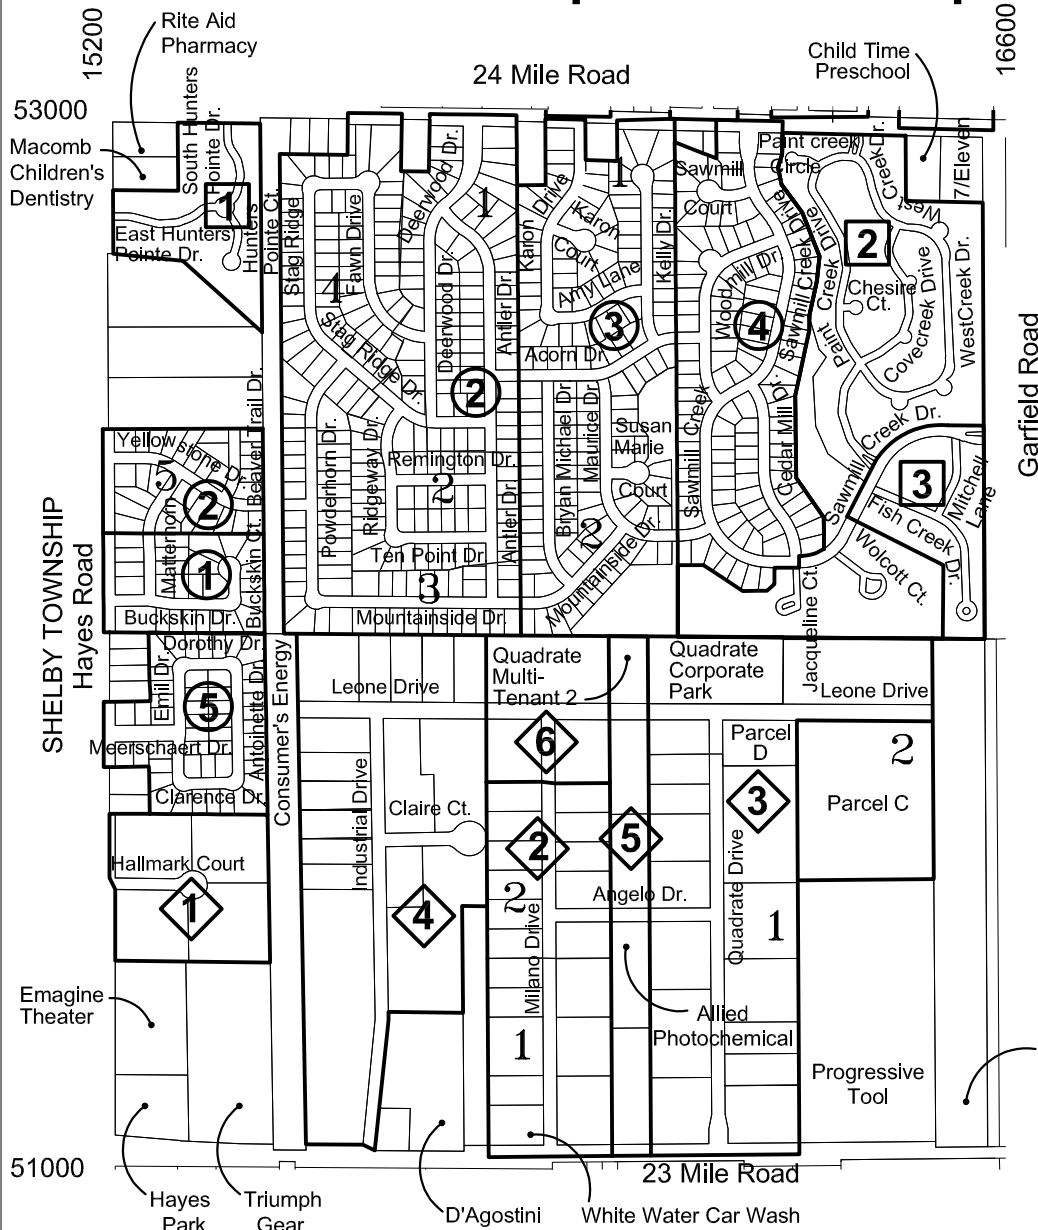 15200
Rite Aid
Pharmacy
24 Mile Road
Child Time
Preschool
16600
53000
Macomb
Children's
Dentistry
South Hunters
Pointe Dr.
1
East Hunters
Pointe Dr.
Hunters
Pointe Ct.
Stag Ridge
Fawn Drive
4
Deerwood Dr.
1
Deerwood Dr.
Antler Dr.
Stag Ridge Dr.
2
Karon
Drive
Karon
Court
1
Amy Lane
Kelly Dr.
3
Acorn Dr.
Sawmill
Court
Wood
mill Dr.
4
Sawmill Creek Drive
Paint creek
Circle
Paint
Creek Drive
West
Creek Dr.
7/Eleven
2
Chesire
Ct.
Covecreek Drive
WestCreek Dr.
Garfield Road
Yellow
stone Dr.
5
2
Beaver Trail Dr.
Matterhorn
1
Buckskin Ct.
Buckskin Dr.
Powderhorn Dr.
Ridgeway Dr.
Remington Dr.
2
Antler Dr.
Ten Point Dr.
3
Mountainside Dr.
Bryan Michael Dr.
Maurice Dr.
Susan
Marie
Court
2
Mountainside Dr.
Sawmill
Creek
Cedar Mill Dr.
Sawmill Creek Dr.
3
Mitchell
Lane
Fish Creek Dr.
Wolcott Ct.
Jacqueline Ct.
SHELBY TOWNSHIP
Hayes Road
Dorothy Dr.
Emil Dr.
5
Antoinette Dr.
Meerschaert Dr.
Clarence Dr.
Consumer's Energy
Leone Drive
Quadrate
Multi-
Tenant 2
Quadrate
Corporate
Park
Leone Drive
6
Parcel
D
2
Parcel C
3
Industrial Drive
Claire Ct.
2
5
Hallmark Court
1
4
2
Angelo Dr.
Quadrate Drive
1
Milano Drive
Emagine
Theater
1
Allied
Photochemical
Progressive
Tool
51000
23 Mile Road
Hayes
Park
Triumph
Gear
D'Agostini
White Water Car Wash